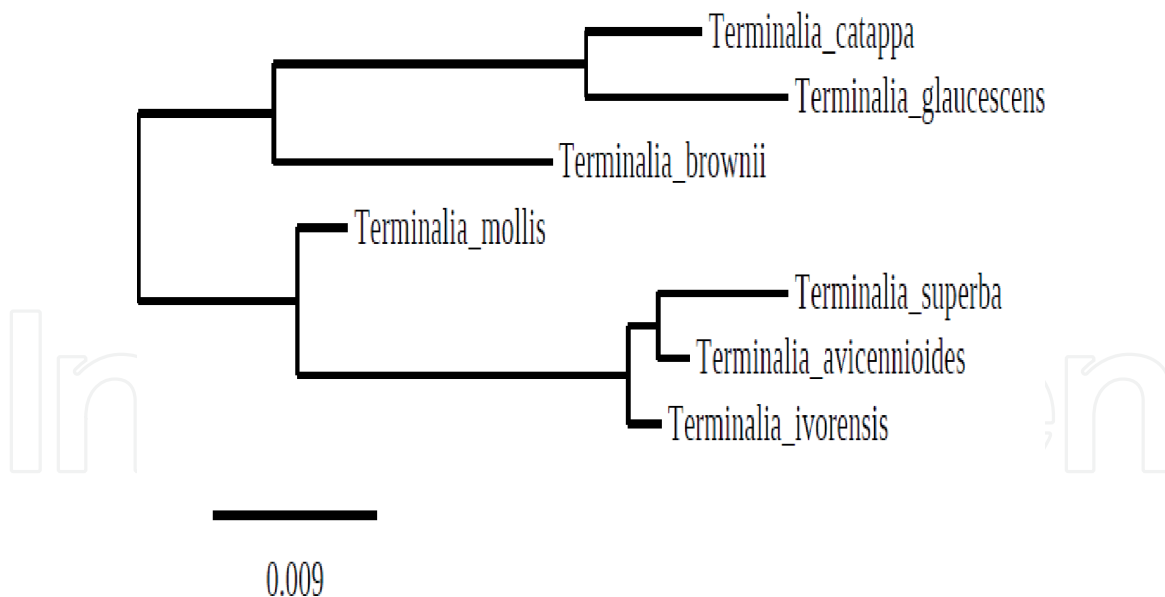 Terminalia_catappa
Terminalia_glaucescens
Terminalia_brownii
Terminalia_mollis
Terminalia_superba
Terminalia_avicennioides
Terminalia_ivorensis
0.009